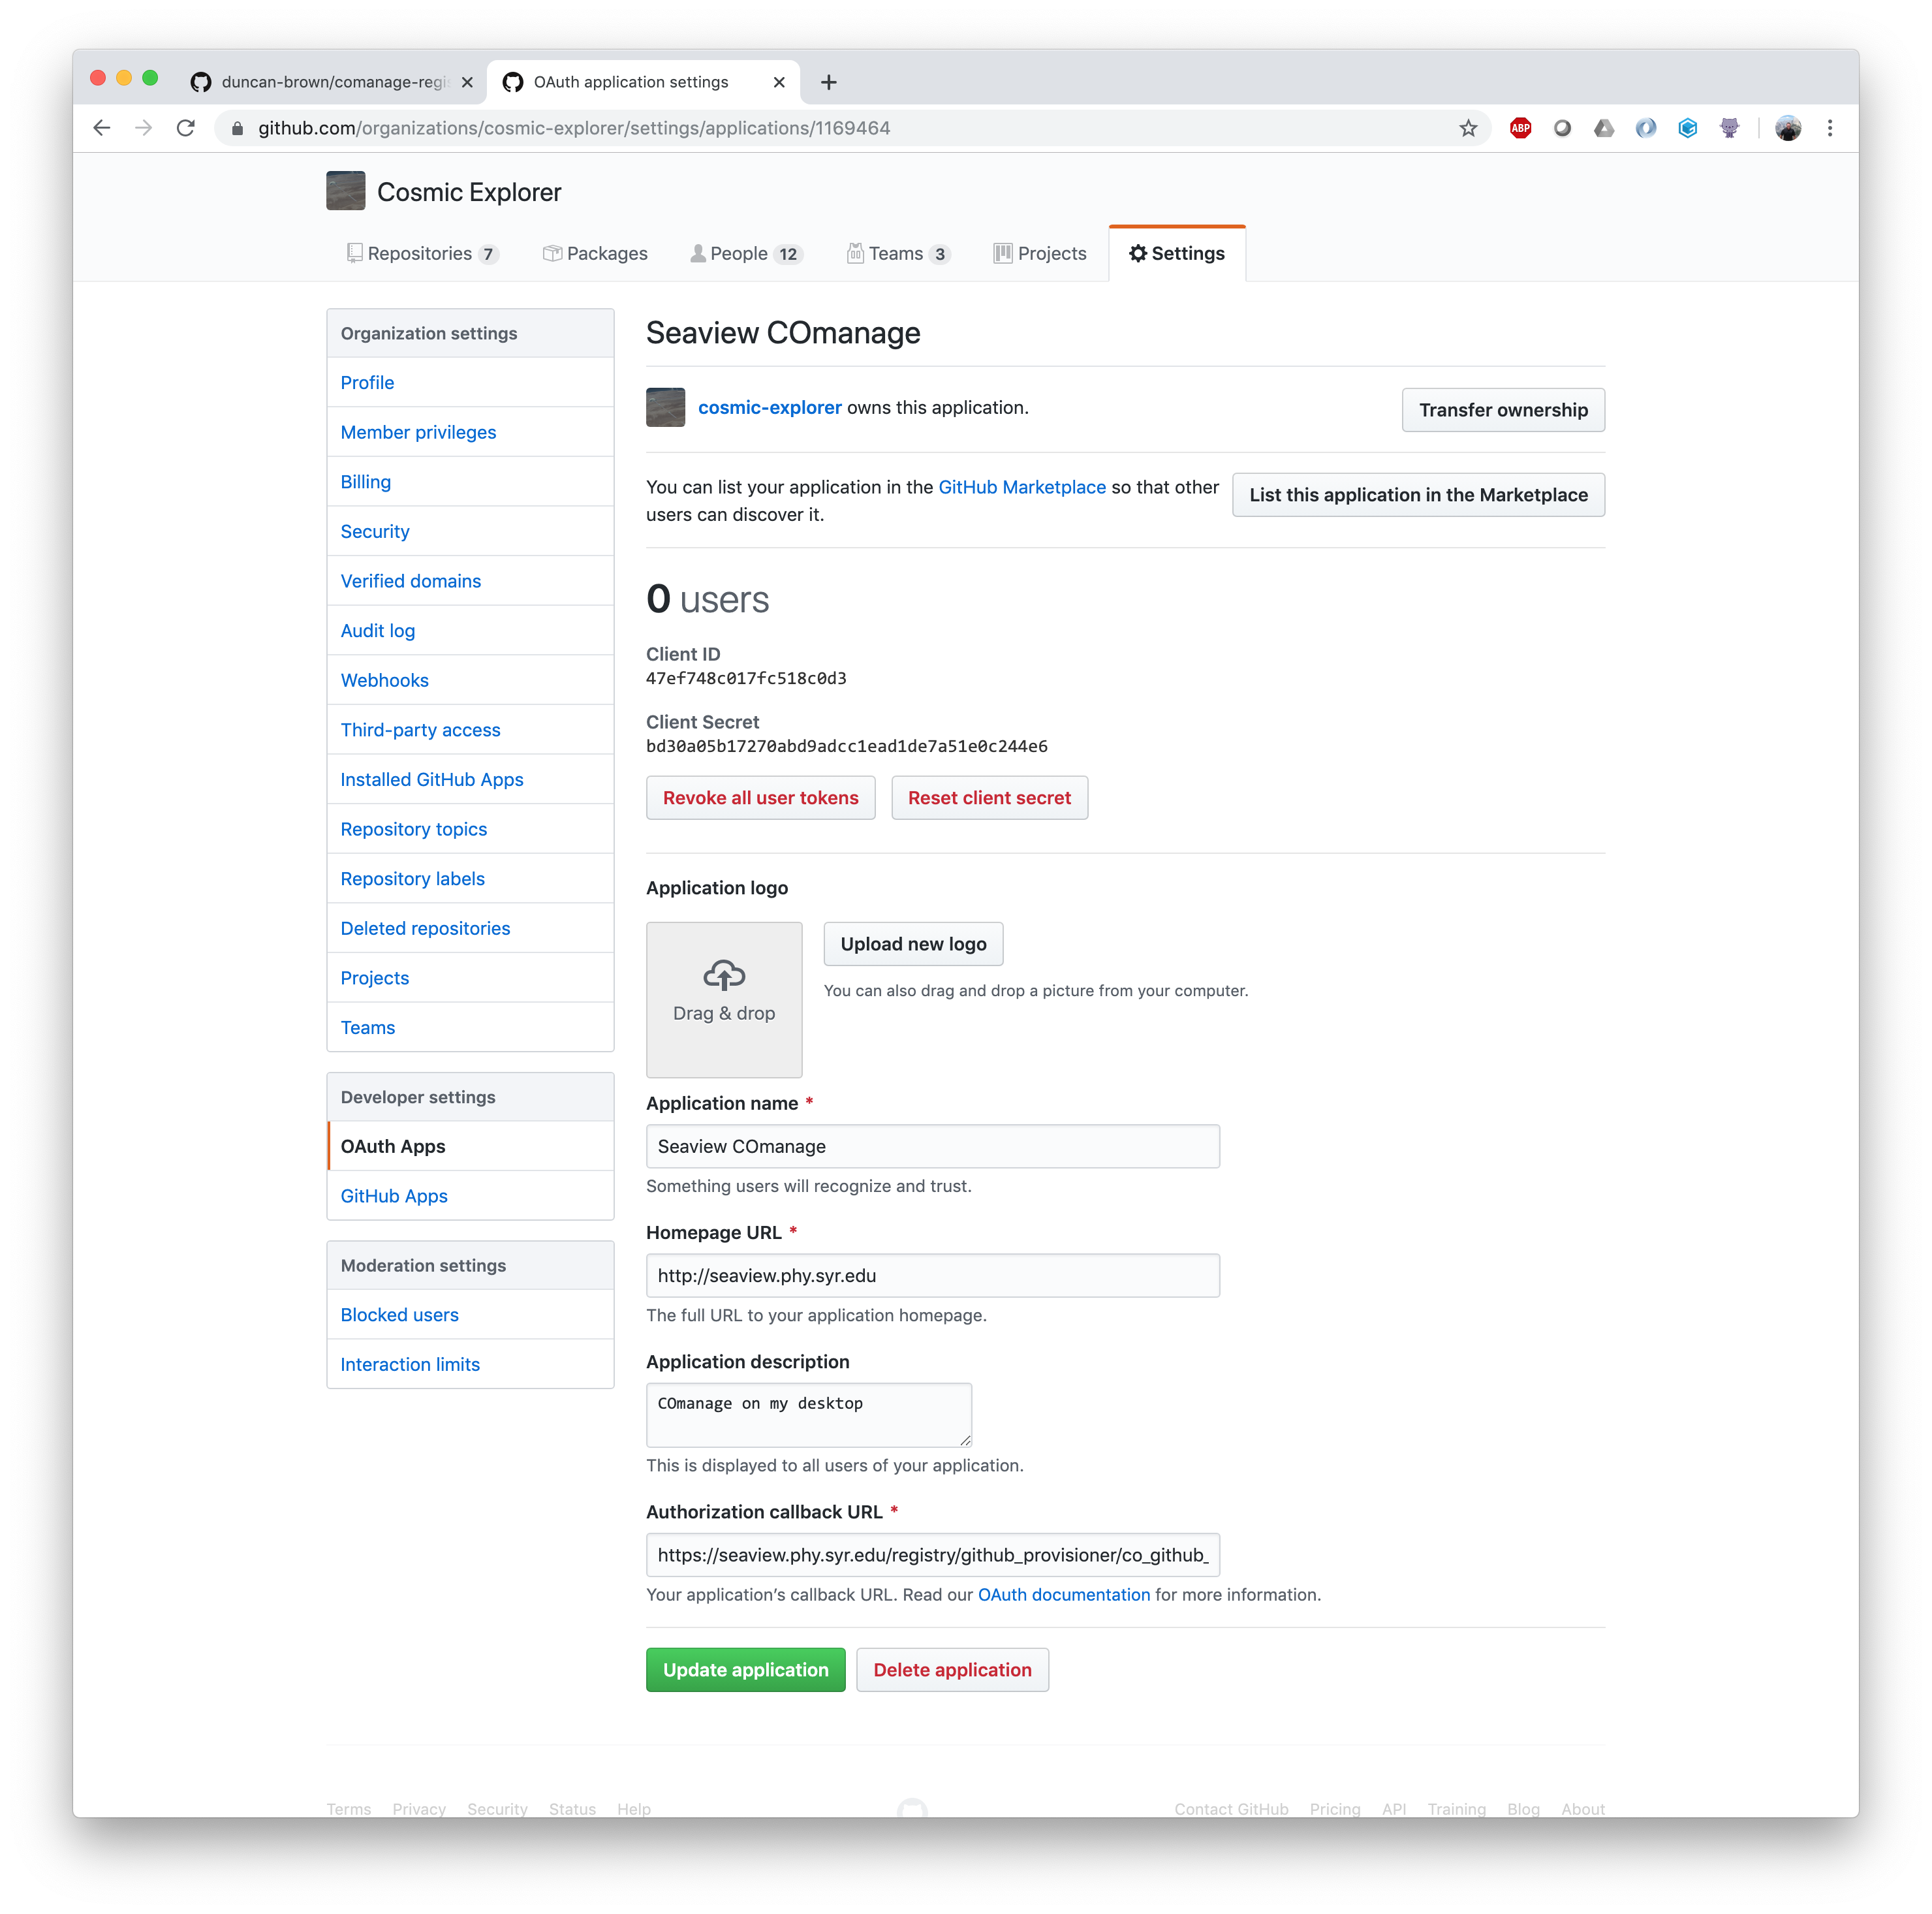 duncan-brown/comanage-regis
OAuth application settings
github.com/organizations/cosmic-explorer/settings/applications/1169464
ABP
Cosmic Explorer
Repositories 7
Packages
People 12
Teams 3
Projects
Settings
Organization settings
Profile
Member privileges
Billing
Security
Verified domains
Audit log
Webhooks
Third-party access
Installed GitHub Apps
Repository topics
Repository labels
Deleted repositories
Projects
Teams
Developer settings
OAuth Apps
GitHub Apps
Moderation settings
Blocked users
Interaction limits
Seaview COmanage
cosmic-explorer owns this application.
Transfer ownership
You can list your application in the GitHub Marketplace so that other
users can discover it.
List this application in the Marketplace
0 users
Client ID
47ef748c017fc518c0d3
Client Secret
bd30a05b17270abd9adcc1ead1de7a51e0c244e6
Revoke all user tokens
Reset client secret
Application logo
Drag & drop
Upload new logo
You can also drag and drop a picture from your computer.
Application name *
Seaview COmanage
Something users will recognize and trust.
Homepage URL *
http://seaview.phy.syr.edu
The full URL to your application homepage.
Application description
COmanage on my desktop
This is displayed to all users of your application.
Authorization callback URL *
https://seaview.phy.syr.edu/registry/github_provisioner/co_github_
Your application’s callback URL. Read our OAuth documentation for more information.
Update application
Delete application
Terms
Privacy
Security
Status
Help
Contact GitHub
Pricing
API
Training
Blog
About